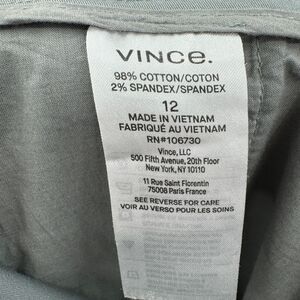 VINCE.
98% COTTON/COTON
2% SPANDEX/SPANDEX
12
MADE IN VIETNAM
FABRIQUÉ AU VIETNAM
RN#106730
Vince, LLC
500 Fifth Avenue, 20th Floor
New York, NY 10110
11 Rue Saint Florentin
75008 Paris France
SEE REVERSE FOR CARE
VOIR AU VERSO POUR LES SOINS